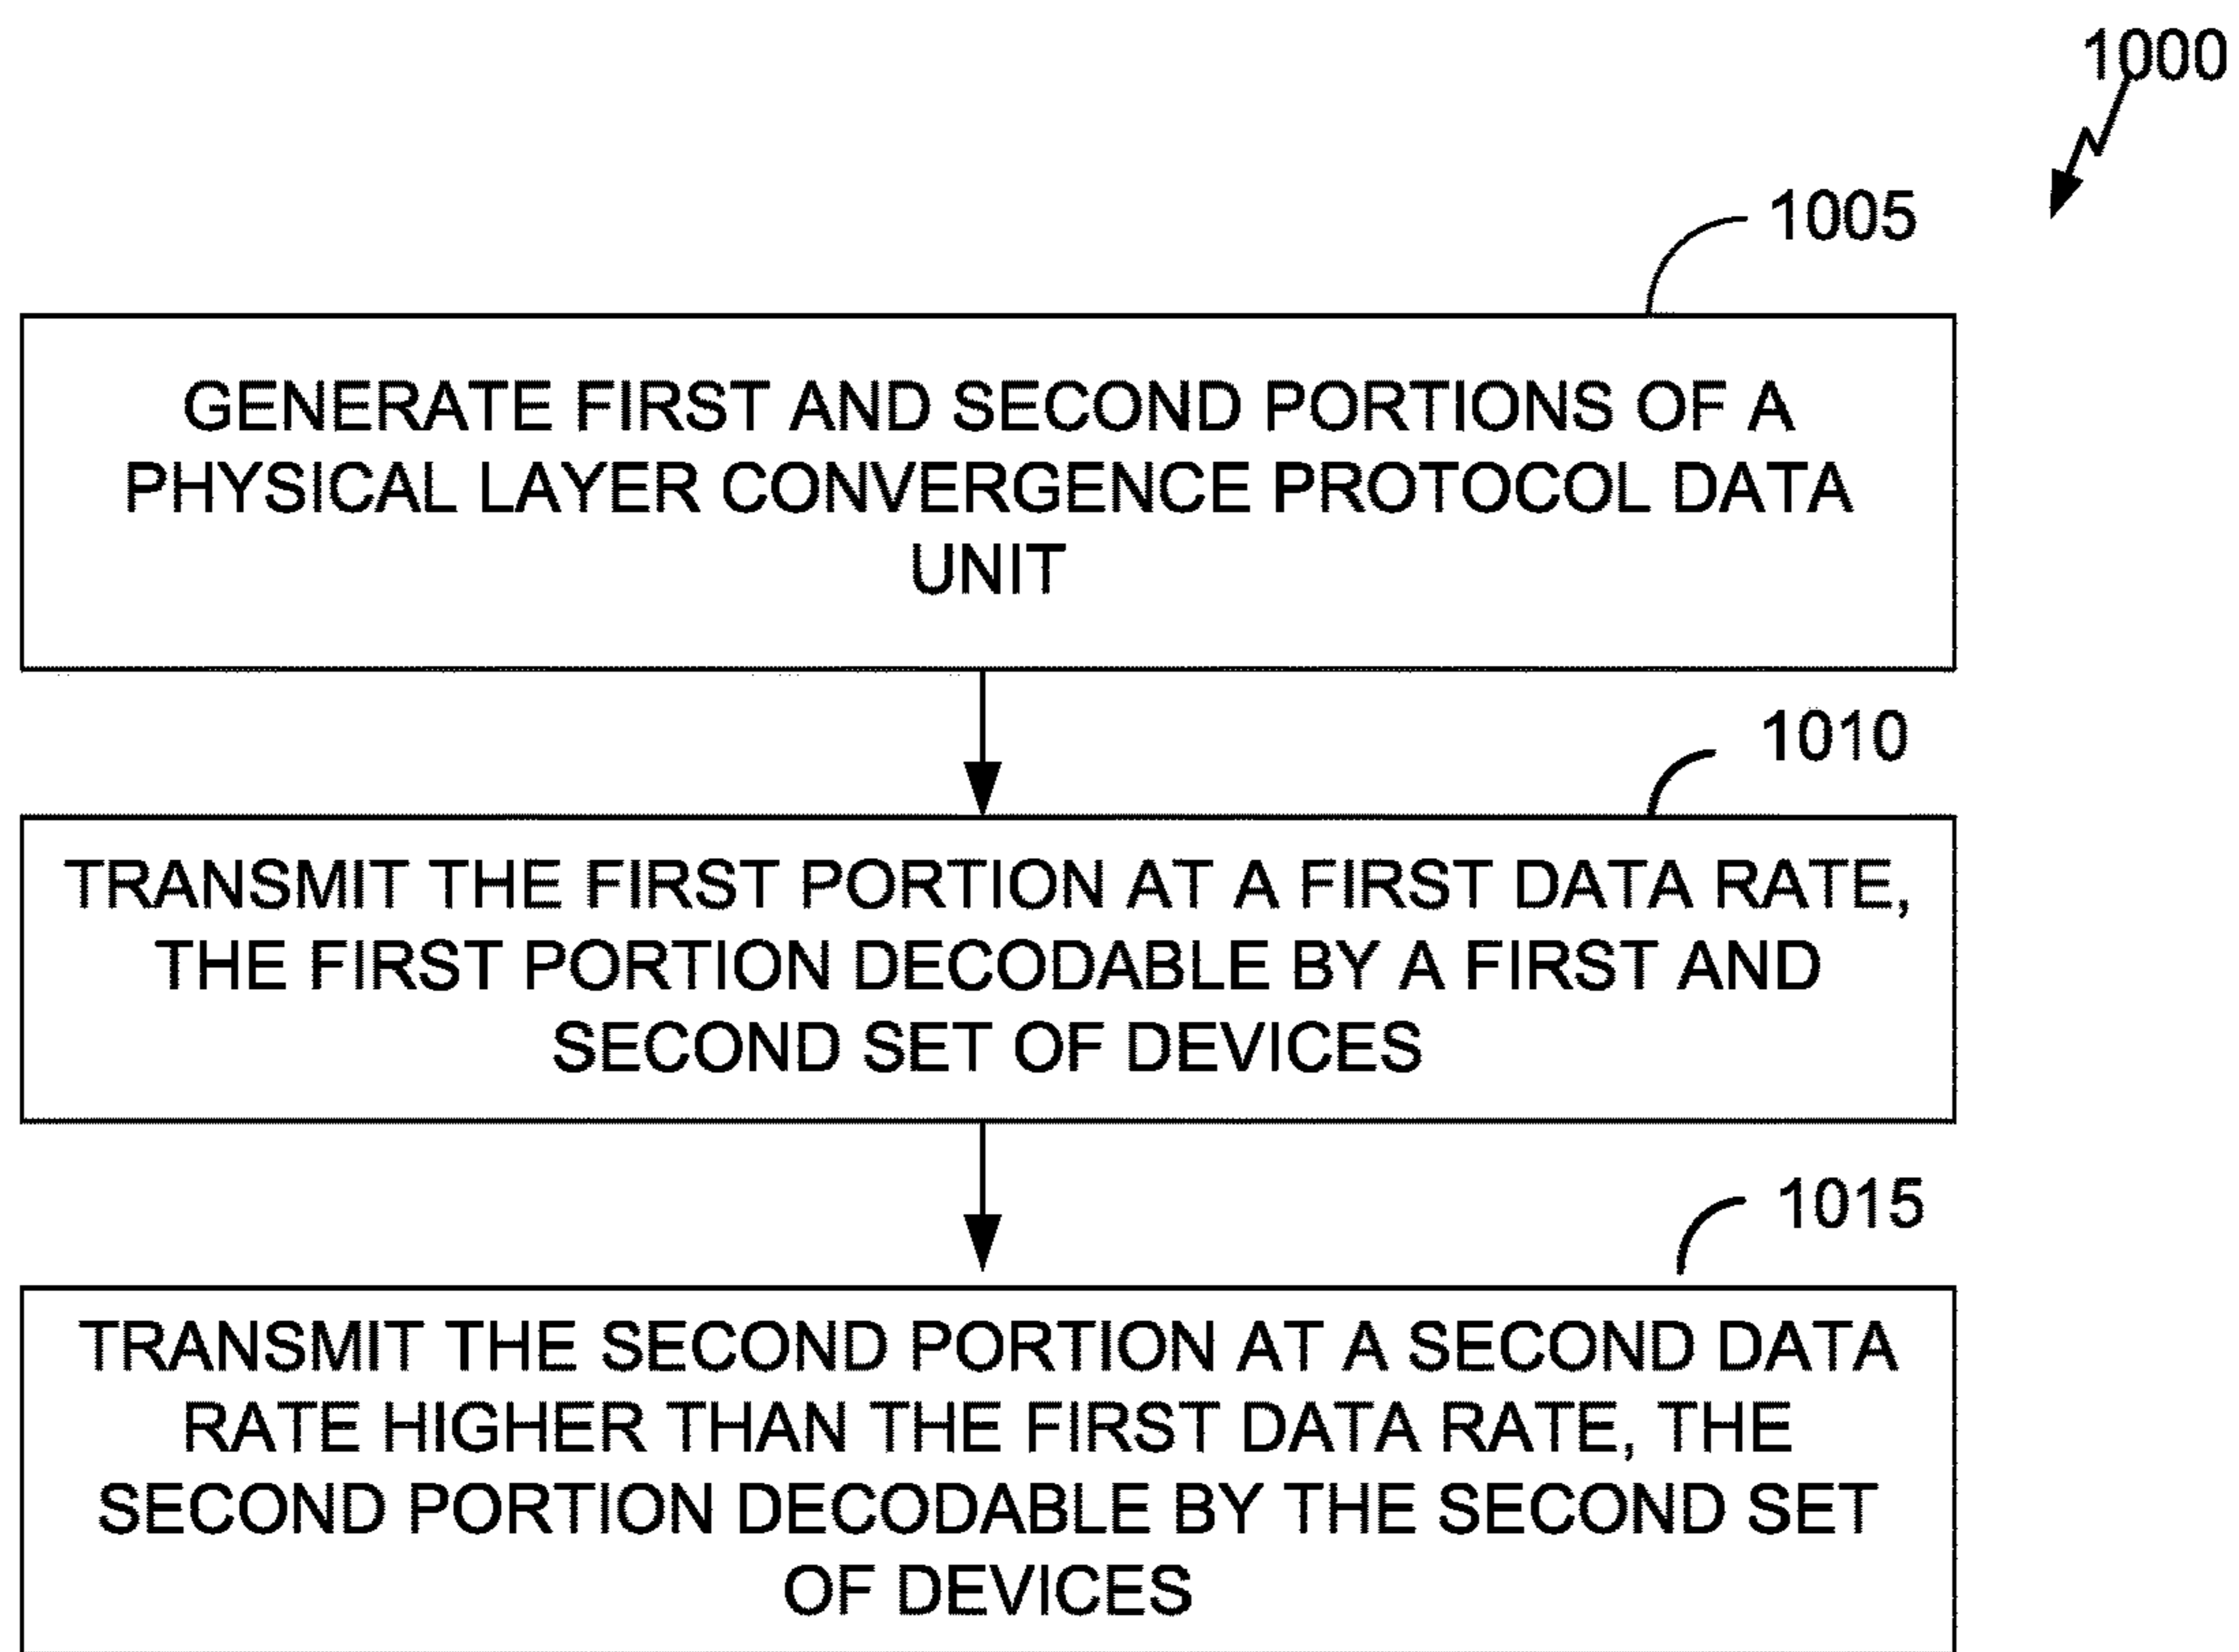 1000
1005
GENERATE FIRST AND SECOND PORTIONS OF A
PHYSICAL LAYER CONVERGENCE PROTOCOL DATA
UNIT
1010
TRANSMIT THE FIRST PORTION AT A FIRST DATA RATE,
THE FIRST PORTION DECODABLE BY A FIRST AND
SECOND SET OF DEVICES
1015
TRANSMIT THE SECOND PORTION AT A SECOND DATA
RATE HIGHER THAN THE FIRST DATA RATE, THE
SECOND PORTION DECODABLE BY THE SECOND SET
OF DEVICES